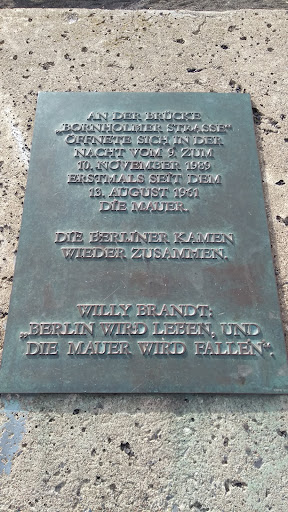 AN DER BRÜCKE
„BORNHOLMER STRASSE“
ÖFFNETE SICH IN DER
NACHT VOM 9. ZUM
10. NOVEMBER 1989
ERSTMALS SEIT DEM
13. AUGUST 1961
DIE MAUER.
DIE BERLINER KAMEN
WIEDER ZUSAMMEN.
WILLY BRANDT:
„BERLIN WIRD LEBEN, UND
DIE MAUER WIRD FALLEN“.